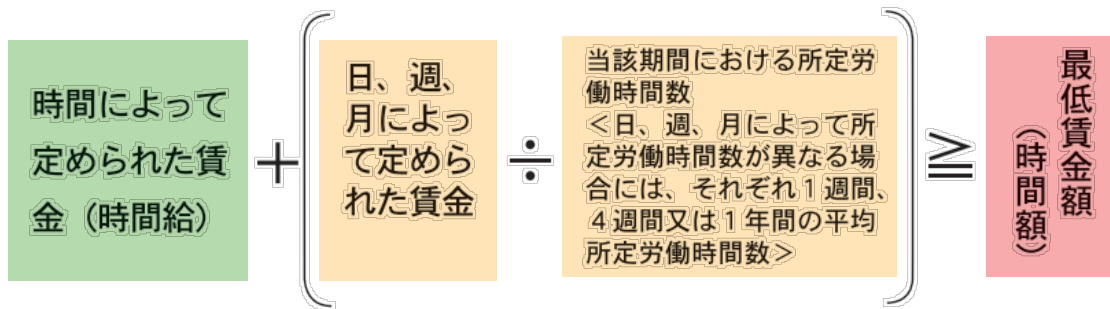 時間によって
定められた賃
金（時間給）
＋
日、週、
月によっ
て定めら
れた賃金
÷
当該期間における所定労
働時間数
＜日、週、月によって所
定労働時間数が異なる場
合には、それぞれ１週間、
４週間又は１年間の平均
所定労働時間数＞
≧
最低賃金額
（時間額）